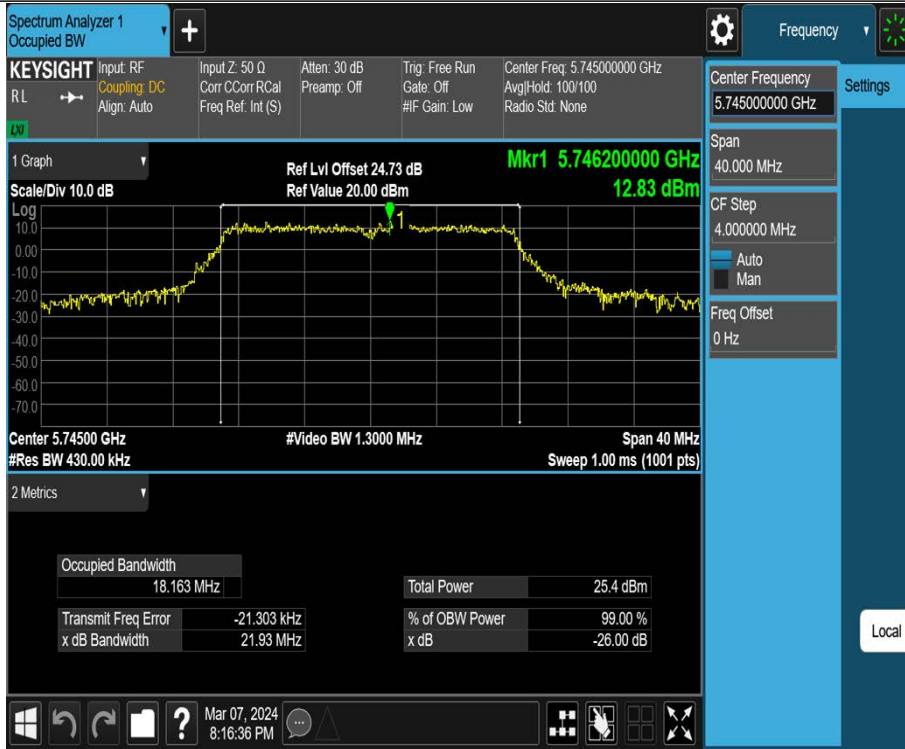 Spectrum Analyzer 1
Occupied BW
+
Frequency
KEYSIGHT
R L
LXI
Input: RF
Coupling: DC
Align: Auto
Input Z: 50 Ω
Corr CCorr RCal
Freq Ref: Int (S)
Atten: 30 dB
Preamp: Off
Trig: Free Run
Gate: Off
#IF Gain: Low
Center Freq: 5.745000000 GHz
Avg|Hold: 100/100
Radio Std: None
1 Graph
Scale/Div 10.0 dB
Ref Lvl Offset 24.73 dB
Ref Value 20.00 dBm
Mkr1 5.746200000 GHz
12.83 dBm
Log
10.0
0.00
-10.0
-20.0
-30.0
-40.0
-50.0
-60.0
-70.0
1
Center 5.74500 GHz
#Res BW 430.00 kHz
#Video BW 1.3000 MHz
Span 40 MHz
Sweep 1.00 ms (1001 pts)
2 Metrics
Occupied Bandwidth
18.163 MHz
Transmit Freq Error -21.303 kHz
x dB Bandwidth 21.93 MHz
Total Power 25.4 dBm
% of OBW Power 99.00 %
x dB -26.00 dB
Center Frequency
5.745000000 GHz
Span
40.000 MHz
CF Step
4.000000 MHz
Auto
Man
Freq Offset
0 Hz
Settings
Local
?
Mar 07, 2024
8:16:36 PM